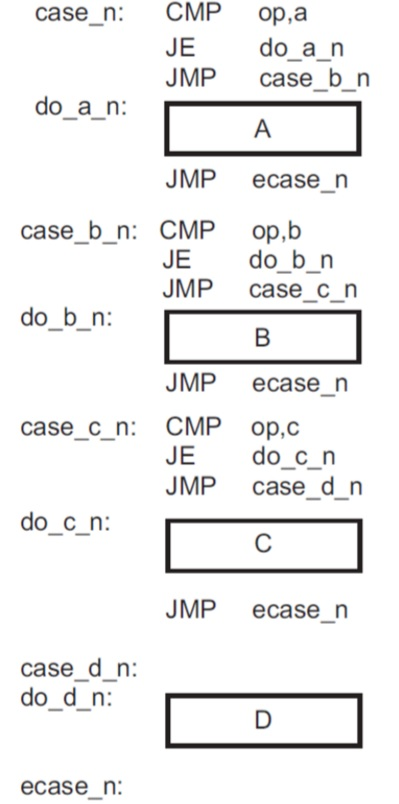 case_n: CMP op,a
JE do_a_n
JMP case_b_n
do_a_n:
A
JMP ecase_n
case_b_n: CMP op,b
JE do_b_n
JMP case_c_n
do_b_n:
B
JMP ecase_n
case_c_n: CMP op,c
JE do_c_n
JMP case_d_n
do_c_n:
C
JMP ecase_n
case_d_n:
do_d_n:
D
ecase_n: